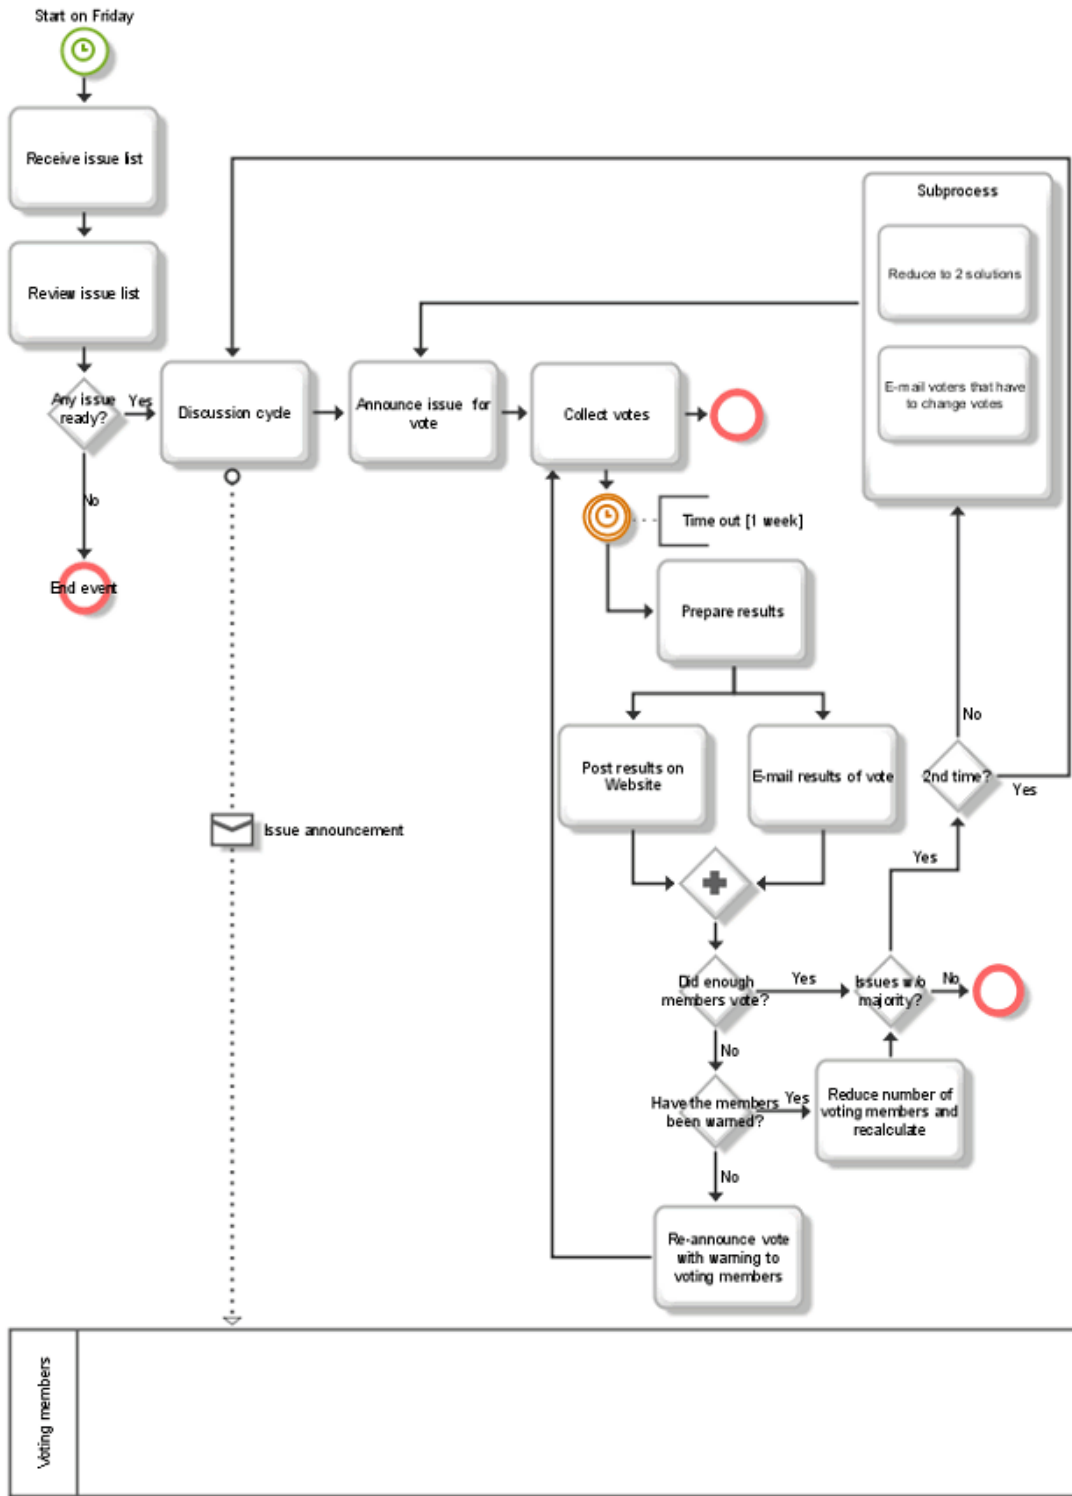 Start on Friday
Receive issue list
Review issue list
Any issue
ready?
Yes
No
End event
Discussion cycle
Announce issue for
vote
Collect votes
Subprocess
Reduce to 2 solutions
E-mail voters that have
to change votes
Time out [1 week]
Prepare results
Post results on
Website
E-mail results of vote
2nd time?
No
Yes
Issue announcement
Yes
Did enough
members vote?
Yes
Issues w/o
majority?
No
No
Have the members
been warned?
Yes
Reduce number of
voting members and
recalculate
No
Re-announce vote
with warning to
voting members
Voting members